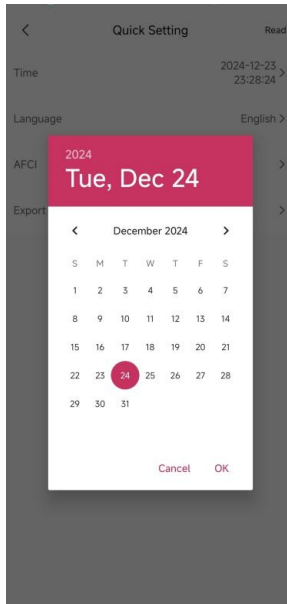 Quick Setting Read
Time 2024-12-23
23:28:24
Language English
AFCI
Export
2024
Tue, Dec 24
December 2024
S M T W T F S
1 2 3 4 5 6 7
8 9 10 11 12 13 14
15 16 17 18 19 20 21
22 23 24 25 26 27 28
29 30 31
Cancel OK